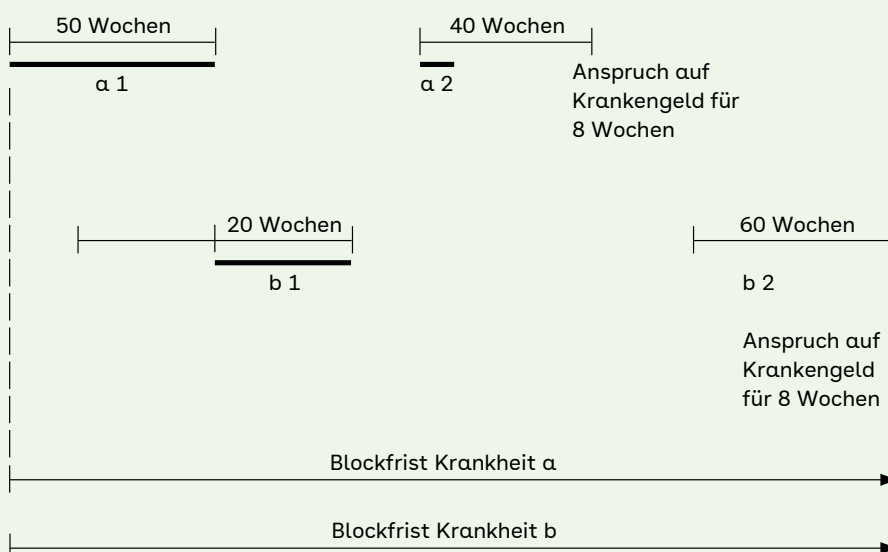 50 Wochen
40 Wochen
a 1
a 2
Anspruch auf
Krankengeld für
8 Wochen
20 Wochen
60 Wochen
b 1
b 2
Anspruch auf
Krankengeld
für 8 Wochen
Blockfrist Krankheit a
Blockfrist Krankheit b